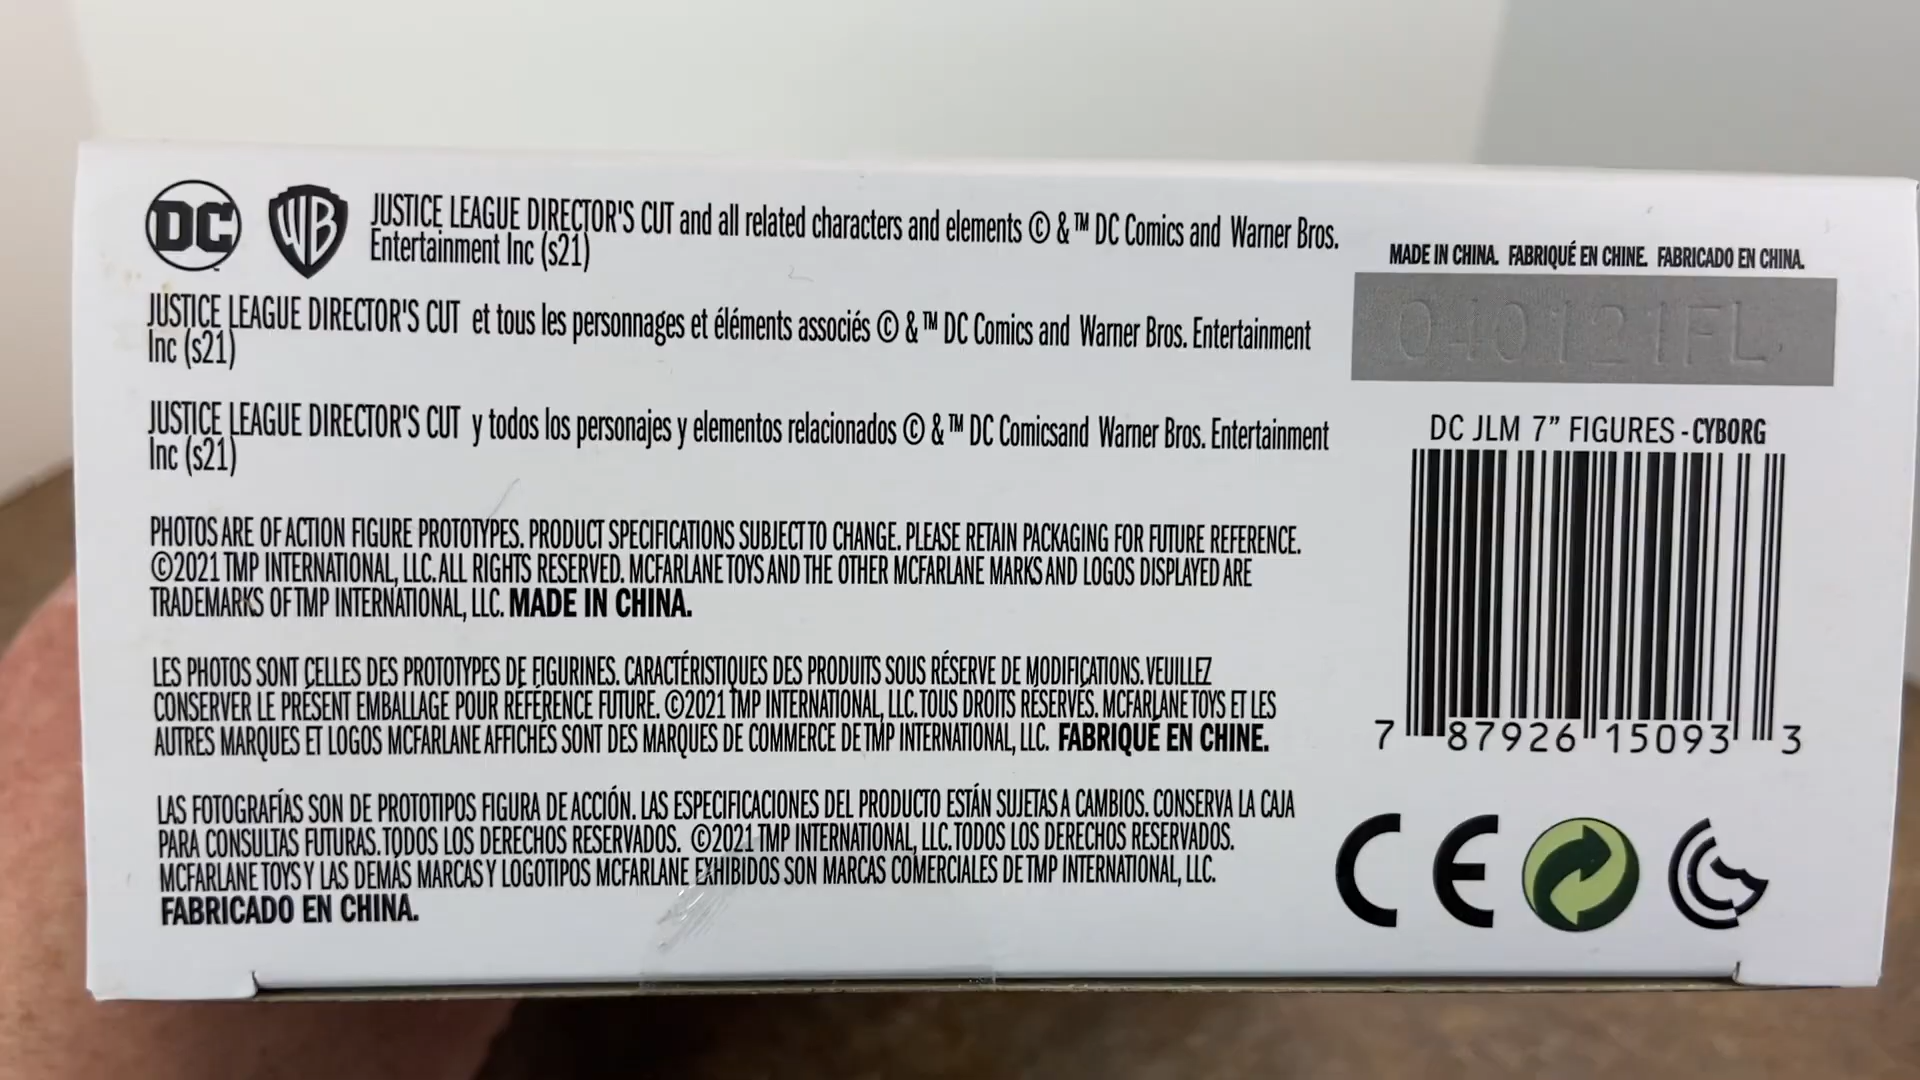 DC
WB
JUSTICE LEAGUE DIRECTOR'S CUT and all related characters and elements © & ™ DC Comics and Warner Bros.
Entertainment Inc (s21)
JUSTICE LEAGUE DIRECTOR'S CUT et tous les personnages et éléments associés © & ™ DC Comics and Warner Bros. Entertainment
Inc (s21)
JUSTICE LEAGUE DIRECTOR'S CUT y todos los personajes y elementos relacionados © & ™ DC Comicsand Warner Bros. Entertainment
Inc (s21)
PHOTOS ARE OF ACTION FIGURE PROTOTYPES. PRODUCT SPECIFICATIONS SUBJECT TO CHANGE. PLEASE RETAIN PACKAGING FOR FUTURE REFERENCE.
©2021 TMP INTERNATIONAL, LLC. ALL RIGHTS RESERVED. MCFARLANE TOYS AND THE OTHER MCFARLANE MARKS AND LOGOS DISPLAYED ARE
TRADEMARKS OF TMP INTERNATIONAL, LLC. MADE IN CHINA.
LES PHOTOS SONT CELLES DES PROTOTYPES DE FIGURINES. CARACTÉRISTIQUES DES PRODUITS SOUS RÉSERVE DE MODIFICATIONS. VEUILLEZ
CONSERVER LE PRÉSENT EMBALLAGE POUR RÉFÉRENCE FUTURE. ©2021 TMP INTERNATIONAL, LLC. TOUS DROITS RÉSERVÉS. MCFARLANE TOYS ET LES
AUTRES MARQUES ET LOGOS MCFARLANE AFFICHÉS SONT DES MARQUES DE COMMERCE DE TMP INTERNATIONAL, LLC. FABRIQUÉ EN CHINE.
LAS FOTOGRAFÍAS SON DE PROTOTIPOS FIGURA DE ACCIÓN. LAS ESPECIFICACIONES DEL PRODUCTO ESTÁN SUJETAS A CAMBIOS. CONSERVA LA CAJA
PARA CONSULTAS FUTURAS. TODOS LOS DERECHOS RESERVADOS. ©2021 TMP INTERNATIONAL, LLC. TODOS LOS DERECHOS RESERVADOS.
MCFARLANE TOYS Y LAS DEMÁS MARCAS Y LOGOTIPOS MCFARLANE EXHIBIDOS SON MARCAS COMERCIALES DE TMP INTERNATIONAL, LLC.
FABRICADO EN CHINA.
MADE IN CHINA. FABRIQUÉ EN CHINE. FABRICADO EN CHINA.
040121FL
DC JLM 7” FIGURES - CYBORG
7 87926 15093 3
CE